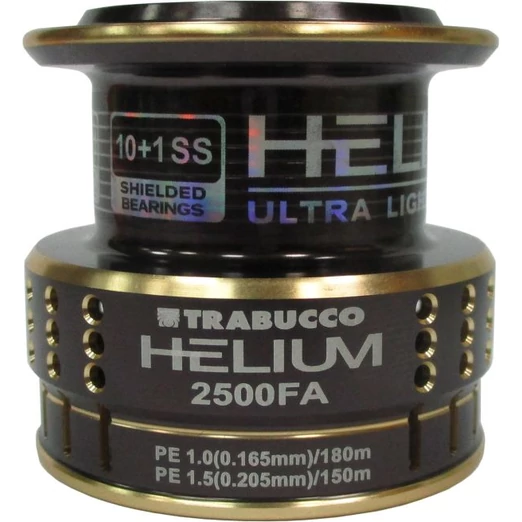 10+1 SS
SHIELDED
BEARINGS
HEL
ULTRA LIG
TRABUCCO
HELIUM
2500FA
PE 1.0(0.165mm)/180m
PE 1.5(0.205mm)/150m